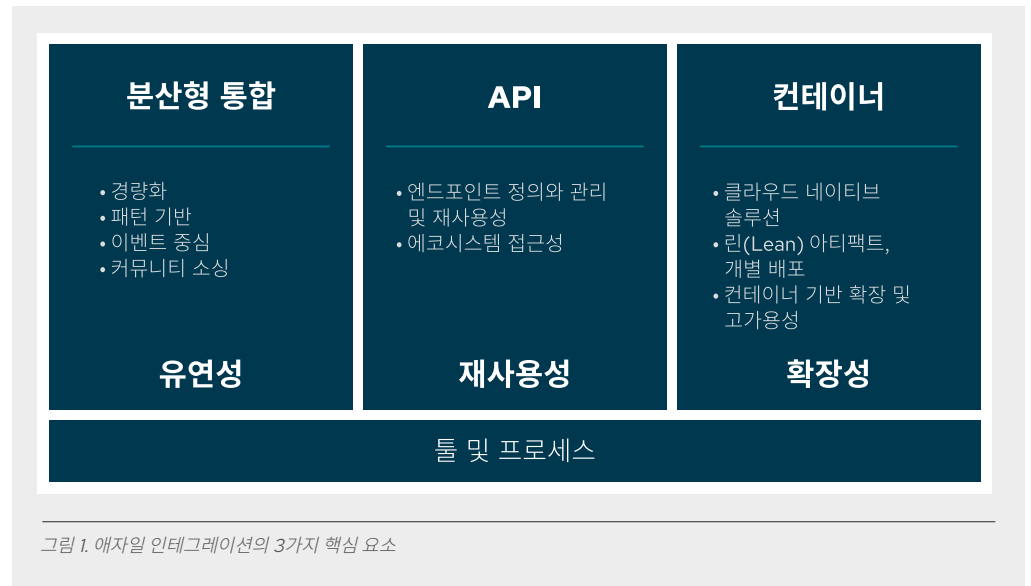 분산형 통합
• 경량화
• 패턴 기반
• 이벤트 중심
• 커뮤니티 소싱
유연성
API
• 엔드포인트 정의와 관리
및 재사용성
• 에코시스템 접근성
재사용성
컨테이너
• 클라우드 네이티브
솔루션
• 린(Lean) 아티팩트,
개별 배포
• 컨테이너 기반 확장 및
고가용성
확장성
툴 및 프로세스
그림 1. 애자일 인테그레이션의 3가지 핵심 요소